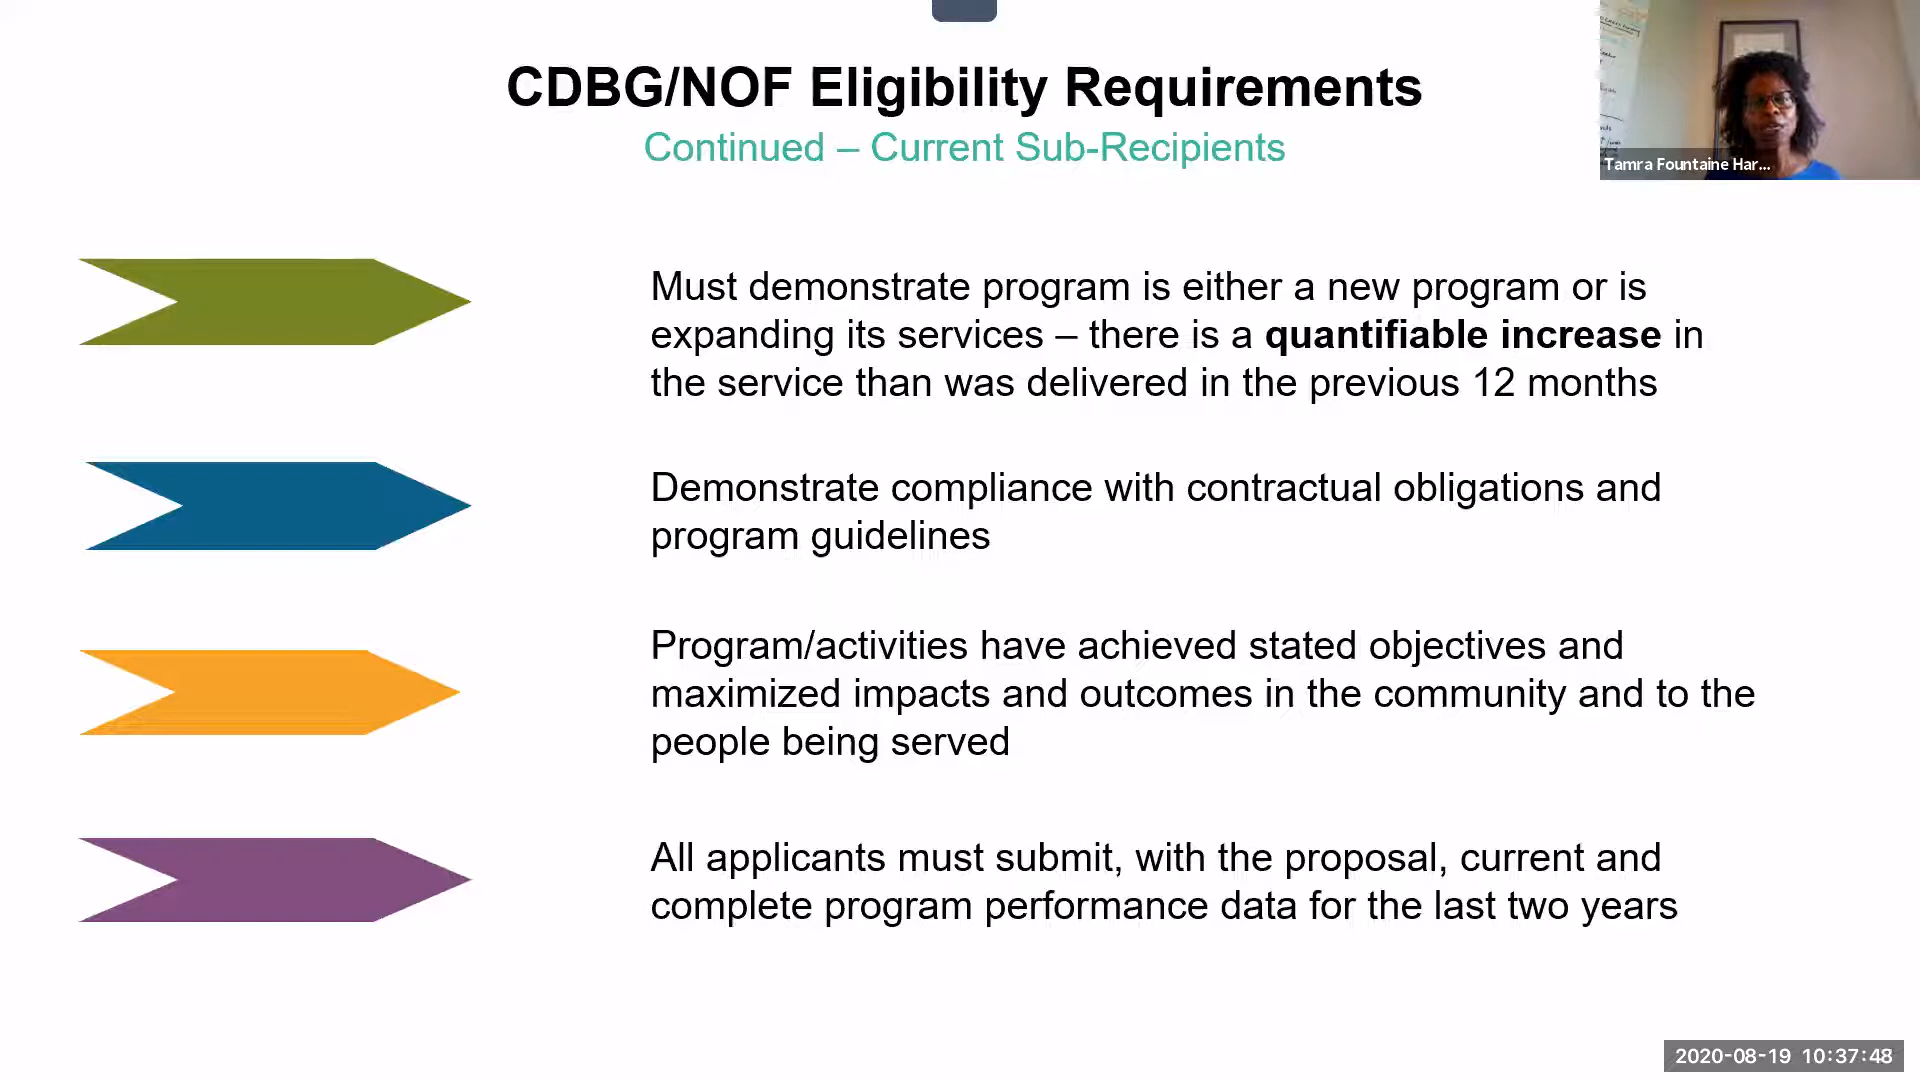 CDBG/NOF Eligibility Requirements
Continued – Current Sub-Recipients
Tamra Fountaine Har...
Must demonstrate program is either a new program or is
expanding its services – there is a quantifiable increase in
the service than was delivered in the previous 12 months
Demonstrate compliance with contractual obligations and
program guidelines
Program/activities have achieved stated objectives and
maximized impacts and outcomes in the community and to the
people being served
All applicants must submit, with the proposal, current and
complete program performance data for the last two years
2020-08-19 10:37:48